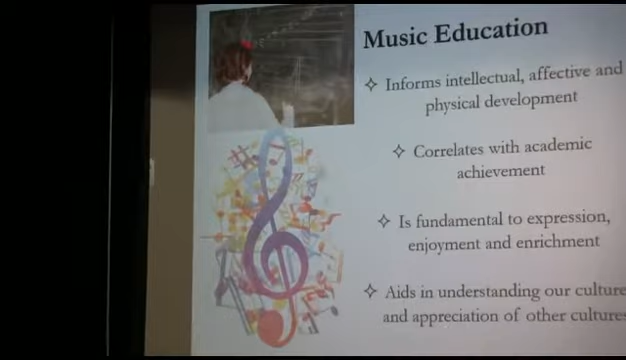 Music Education
✧ Informs intellectual, affective and
physical development
✧ Correlates with academic
achievement
✧ Is fundamental to expression,
enjoyment and enrichment
✧ Aids in understanding our culture
and appreciation of other cultures